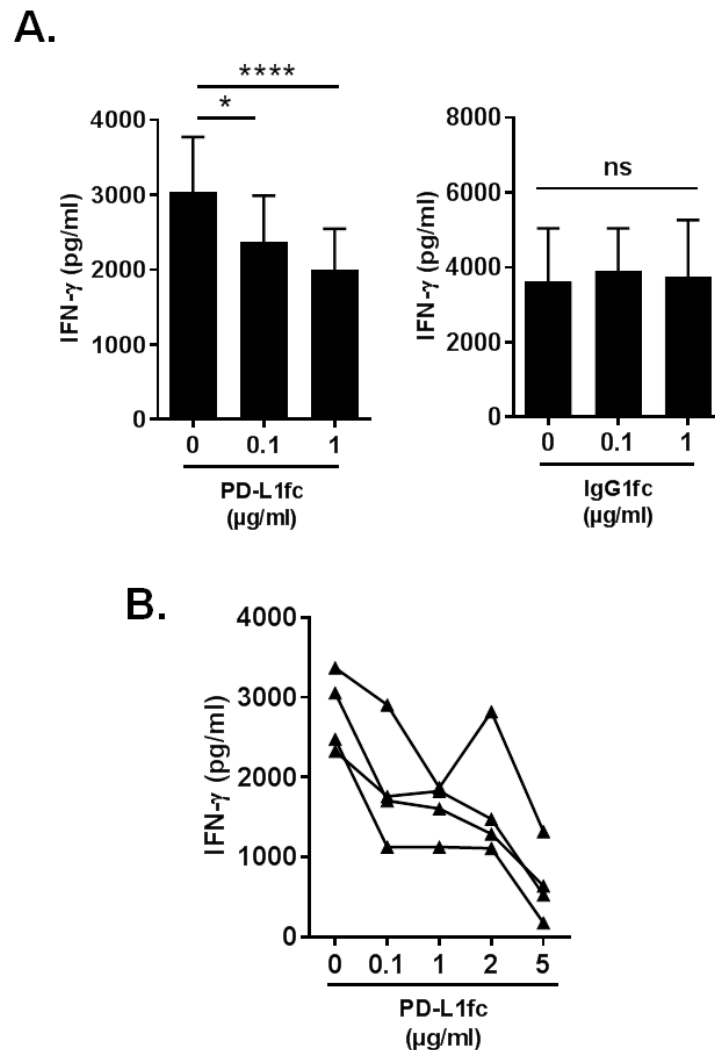 A.
****
*
4000
3000
2000
1000
0
IFN-γ (pg/ml)
0 0.1 1
PD-L1fc
(µg/ml)
8000
6000
4000
2000
0
IFN-γ (pg/ml)
ns
0 0.1 1
IgG1fc
(µg/ml)
B.
4000
3000
2000
1000
0
IFN-γ (pg/ml)
0 0.1 1 2 5
PD-L1fc
(µg/ml)